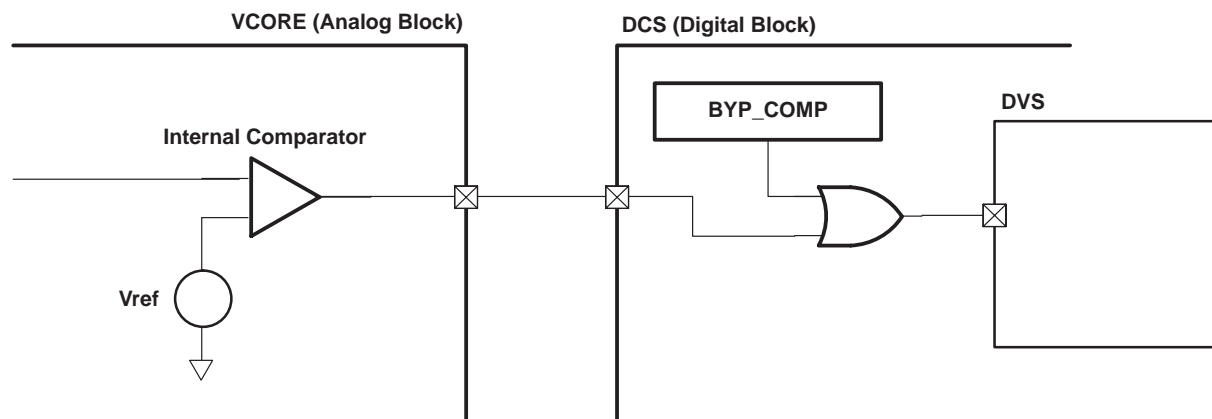 VCORE (Analog Block)
DCS (Digital Block)
BYP_COMP
DVS
Internal Comparator
Vref